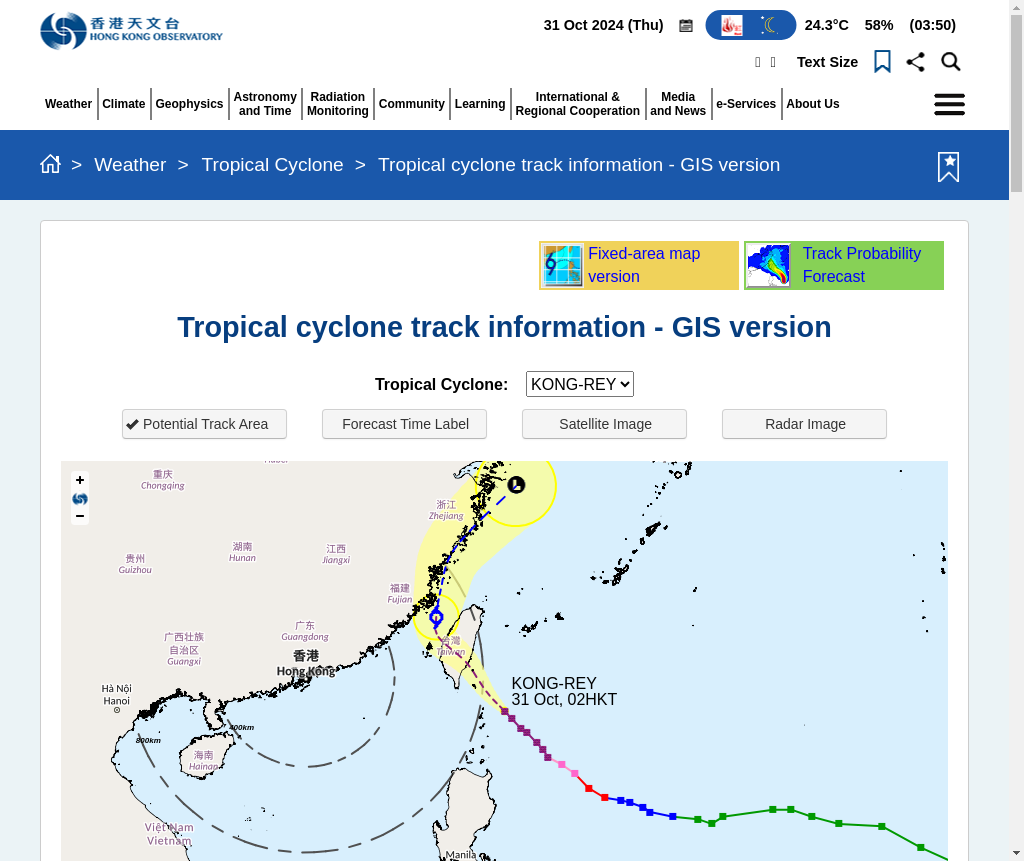 香港天文台
HONG KONG OBSERVATORY
31 Oct 2024 (Thu)
24.3°C 58% (03:50)
Text Size
Weather
Climate
Geophysics
Astronomy
and Time
Radiation
Monitoring
Community
Learning
International &
Regional Cooperation
Media
and News
e-Services
About Us
> Weather > Tropical Cyclone > Tropical cyclone track information - GIS version
Fixed-area map
version
Track Probability
Forecast
Tropical cyclone track information - GIS version
Tropical Cyclone: KONG-REY
Potential Track Area
Forecast Time Label
Satellite Image
Radar Image
+
−
重庆
Chongqing
浙江
Zhejiang
贵州
Guizhou
湖南
Hunan
江西
Jiangxi
福建
Fujian
广东
Guangdong
广西壮族
自治区
Guangxi
香港
Hong Kong
台灣
Taiwan
KONG-REY
31 Oct, 02HKT
Hà Nội
Hanoi
400km
800km
海南
Hainan
Việt Nam
Vietnam
Manila
L